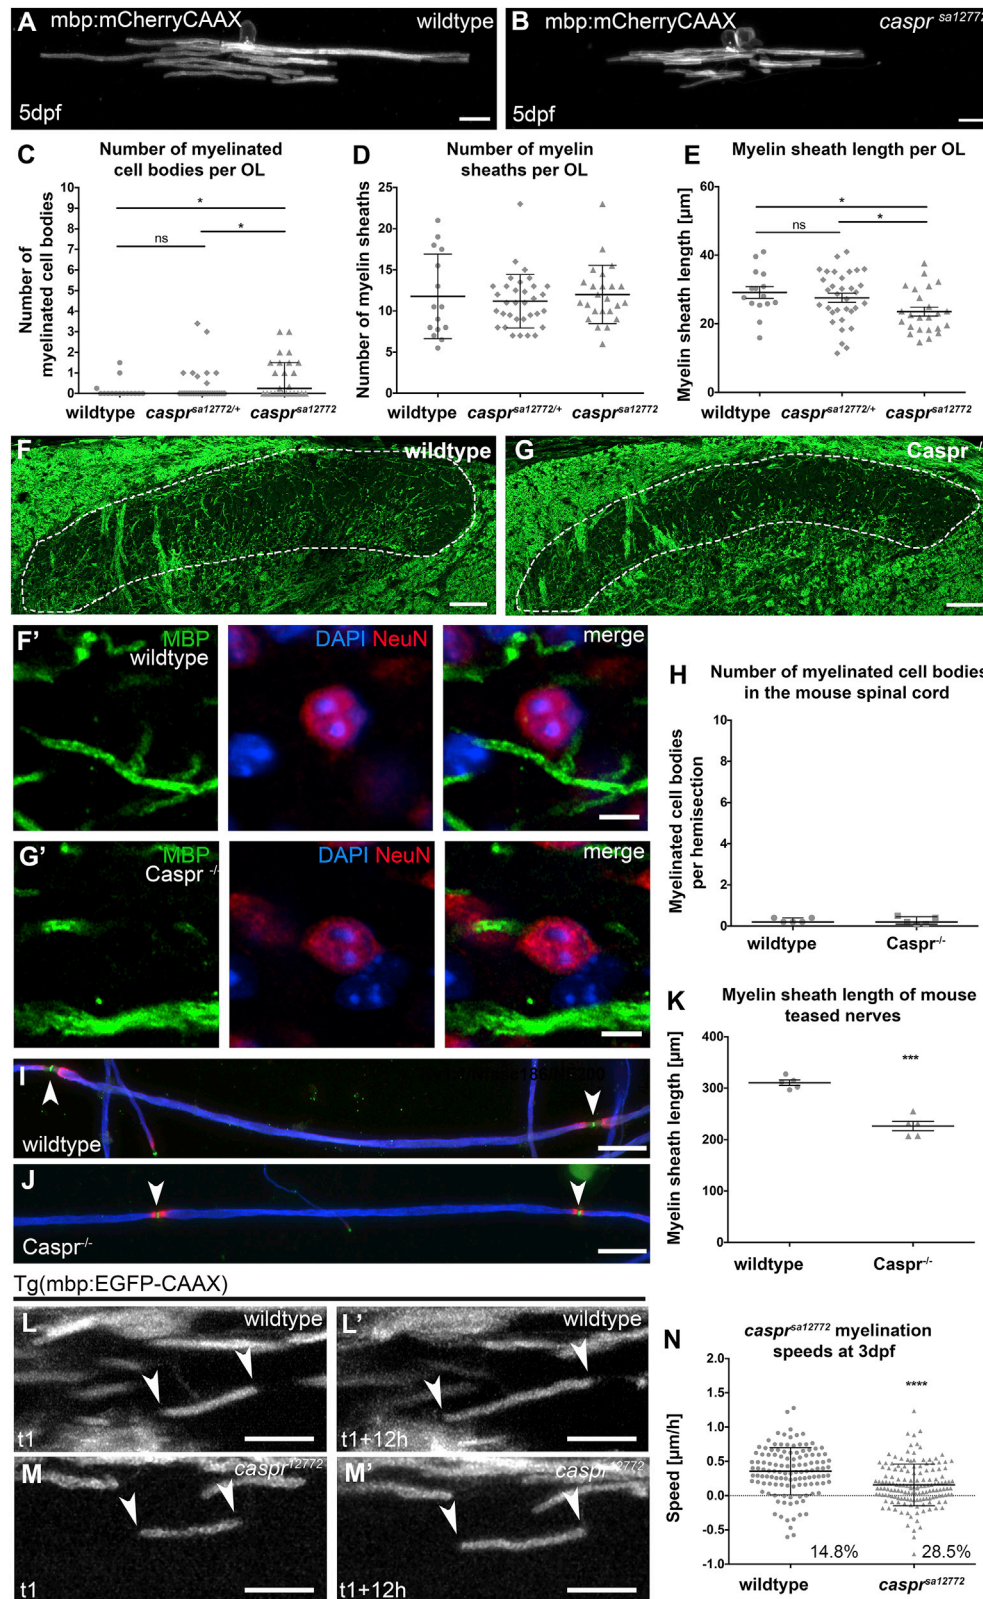 A mbp:mCherryCAAX wildtype
5dpf
B mbp:mCherryCAAX caspr sa12772
5dpf
C Number of myelinated
cell bodies per OL
Number of
myelinated cell bodies
10
9
8
7
6
5
4
3
2
1
0
*
ns
*
wildtype caspr sa12772/+ caspr sa12772
D Number of myelin
sheaths per OL
Number of myelin sheaths
25
20
15
10
5
0
wildtype caspr sa12772/+ caspr sa12772
E Myelin sheath length per OL
Myelin sheath length [µm]
60
40
20
0
*
ns
*
wildtype caspr sa12772/+ caspr sa12772
F wildtype
G Caspr -/
F' MBP
wildtype
DAPI NeuN
merge
G' MBP
Caspr -/-
DAPI NeuN
merge
H Number of myelinated cell bodies
in the mouse spinal cord
Myelinated cell bodies
per hemisection
10
8
6
4
2
0
wildtype Caspr-/-
I
wildtype
J
Caspr-/-
K Myelin sheath length of mouse
teased nerves
Myelin sheath length [µm]
400
300
200
100
0
***
wildtype Caspr-/-
Tg(mbp:EGFP-CAAX)
L wildtype
t1
L' wildtype
t1+12h
M caspr12772
t1
M' caspr12772
t1+12h
N caspr sa12772 myelination
speeds at 3dpf
Speed [µm/h]
2.0
1.5
1.0
0.5
0.0
-0.5
-1.0
****
14.8% 28.5%
wildtype caspr sa12772